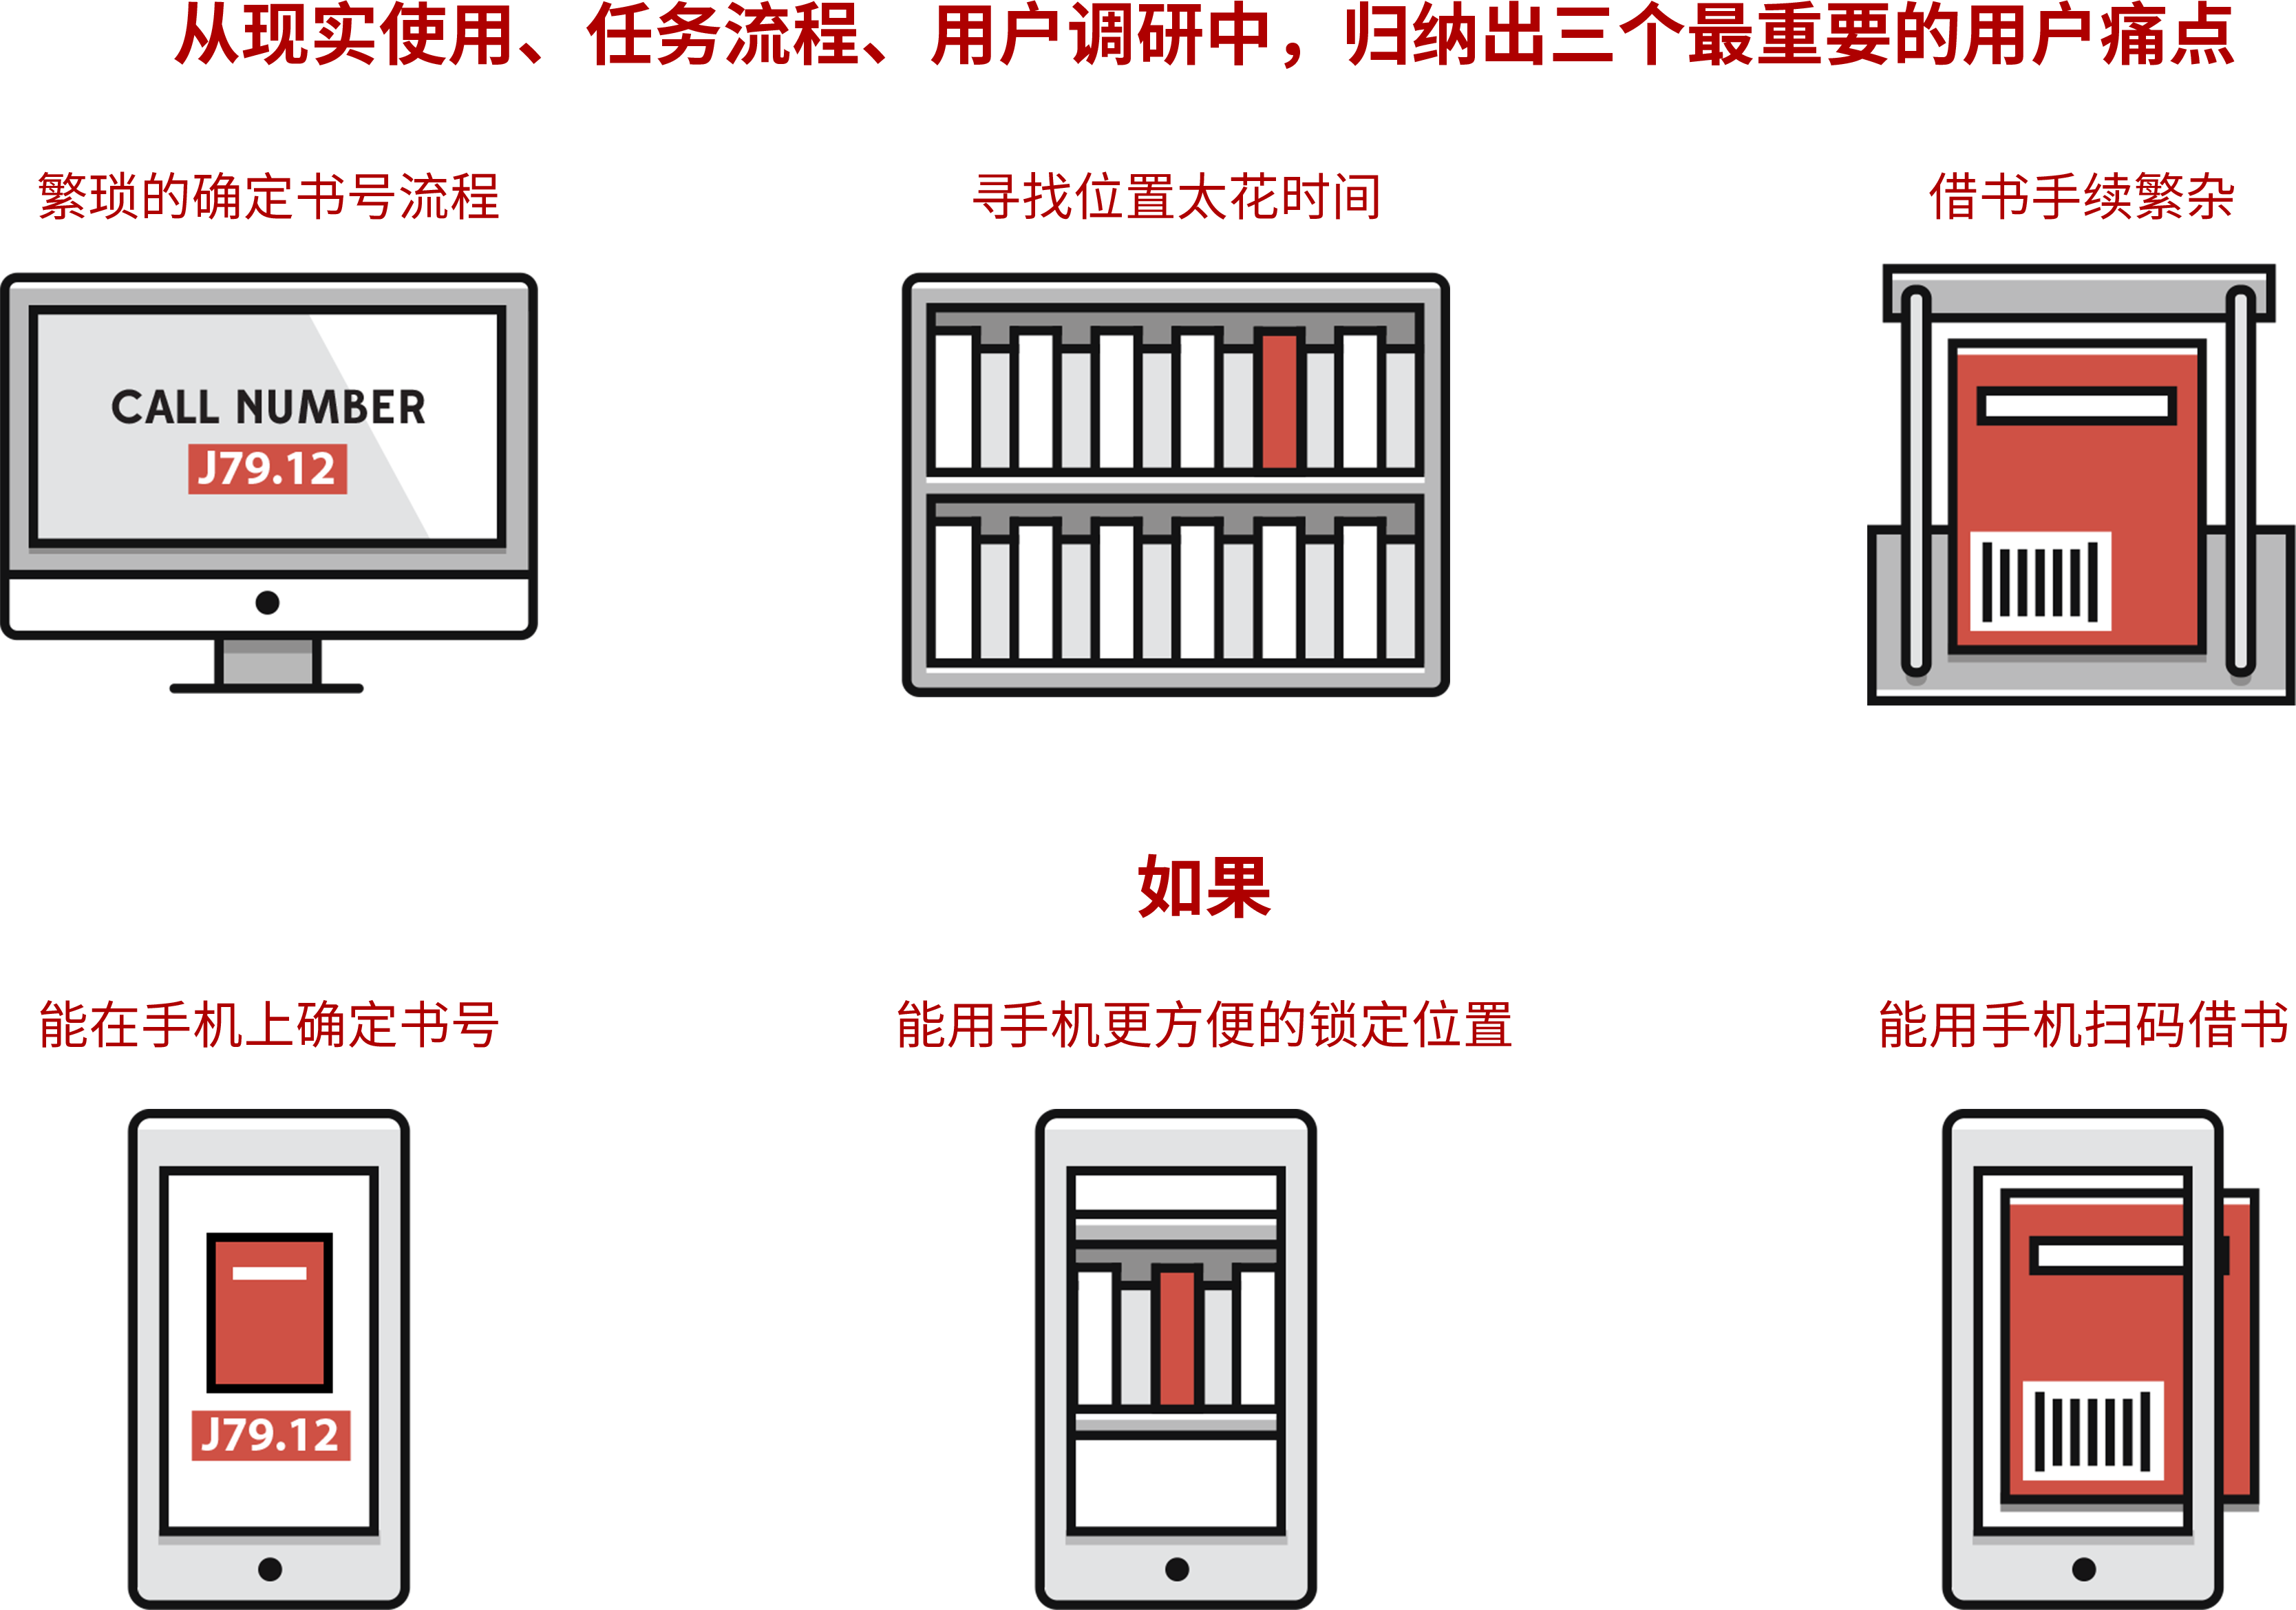 从现实使用、任务流程、用户调研中，归纳出三个最重要的用户痛点
繁琐的确定书号流程
寻找位置太花时间
借书手续繁杂
CALL NUMBER
J79.12
如果
能在手机上确定书号
能用手机更方便的锁定位置
能用手机扫码借书
J79.12